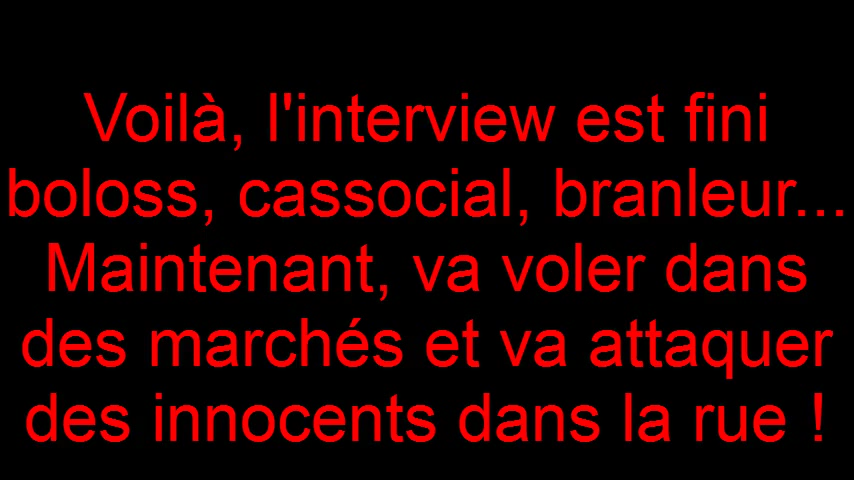 Voilà, l'interview est fini
boloss, cassocial, branleur...
Maintenant, va voler dans
des marchés et va attaquer
des innocents dans la rue !